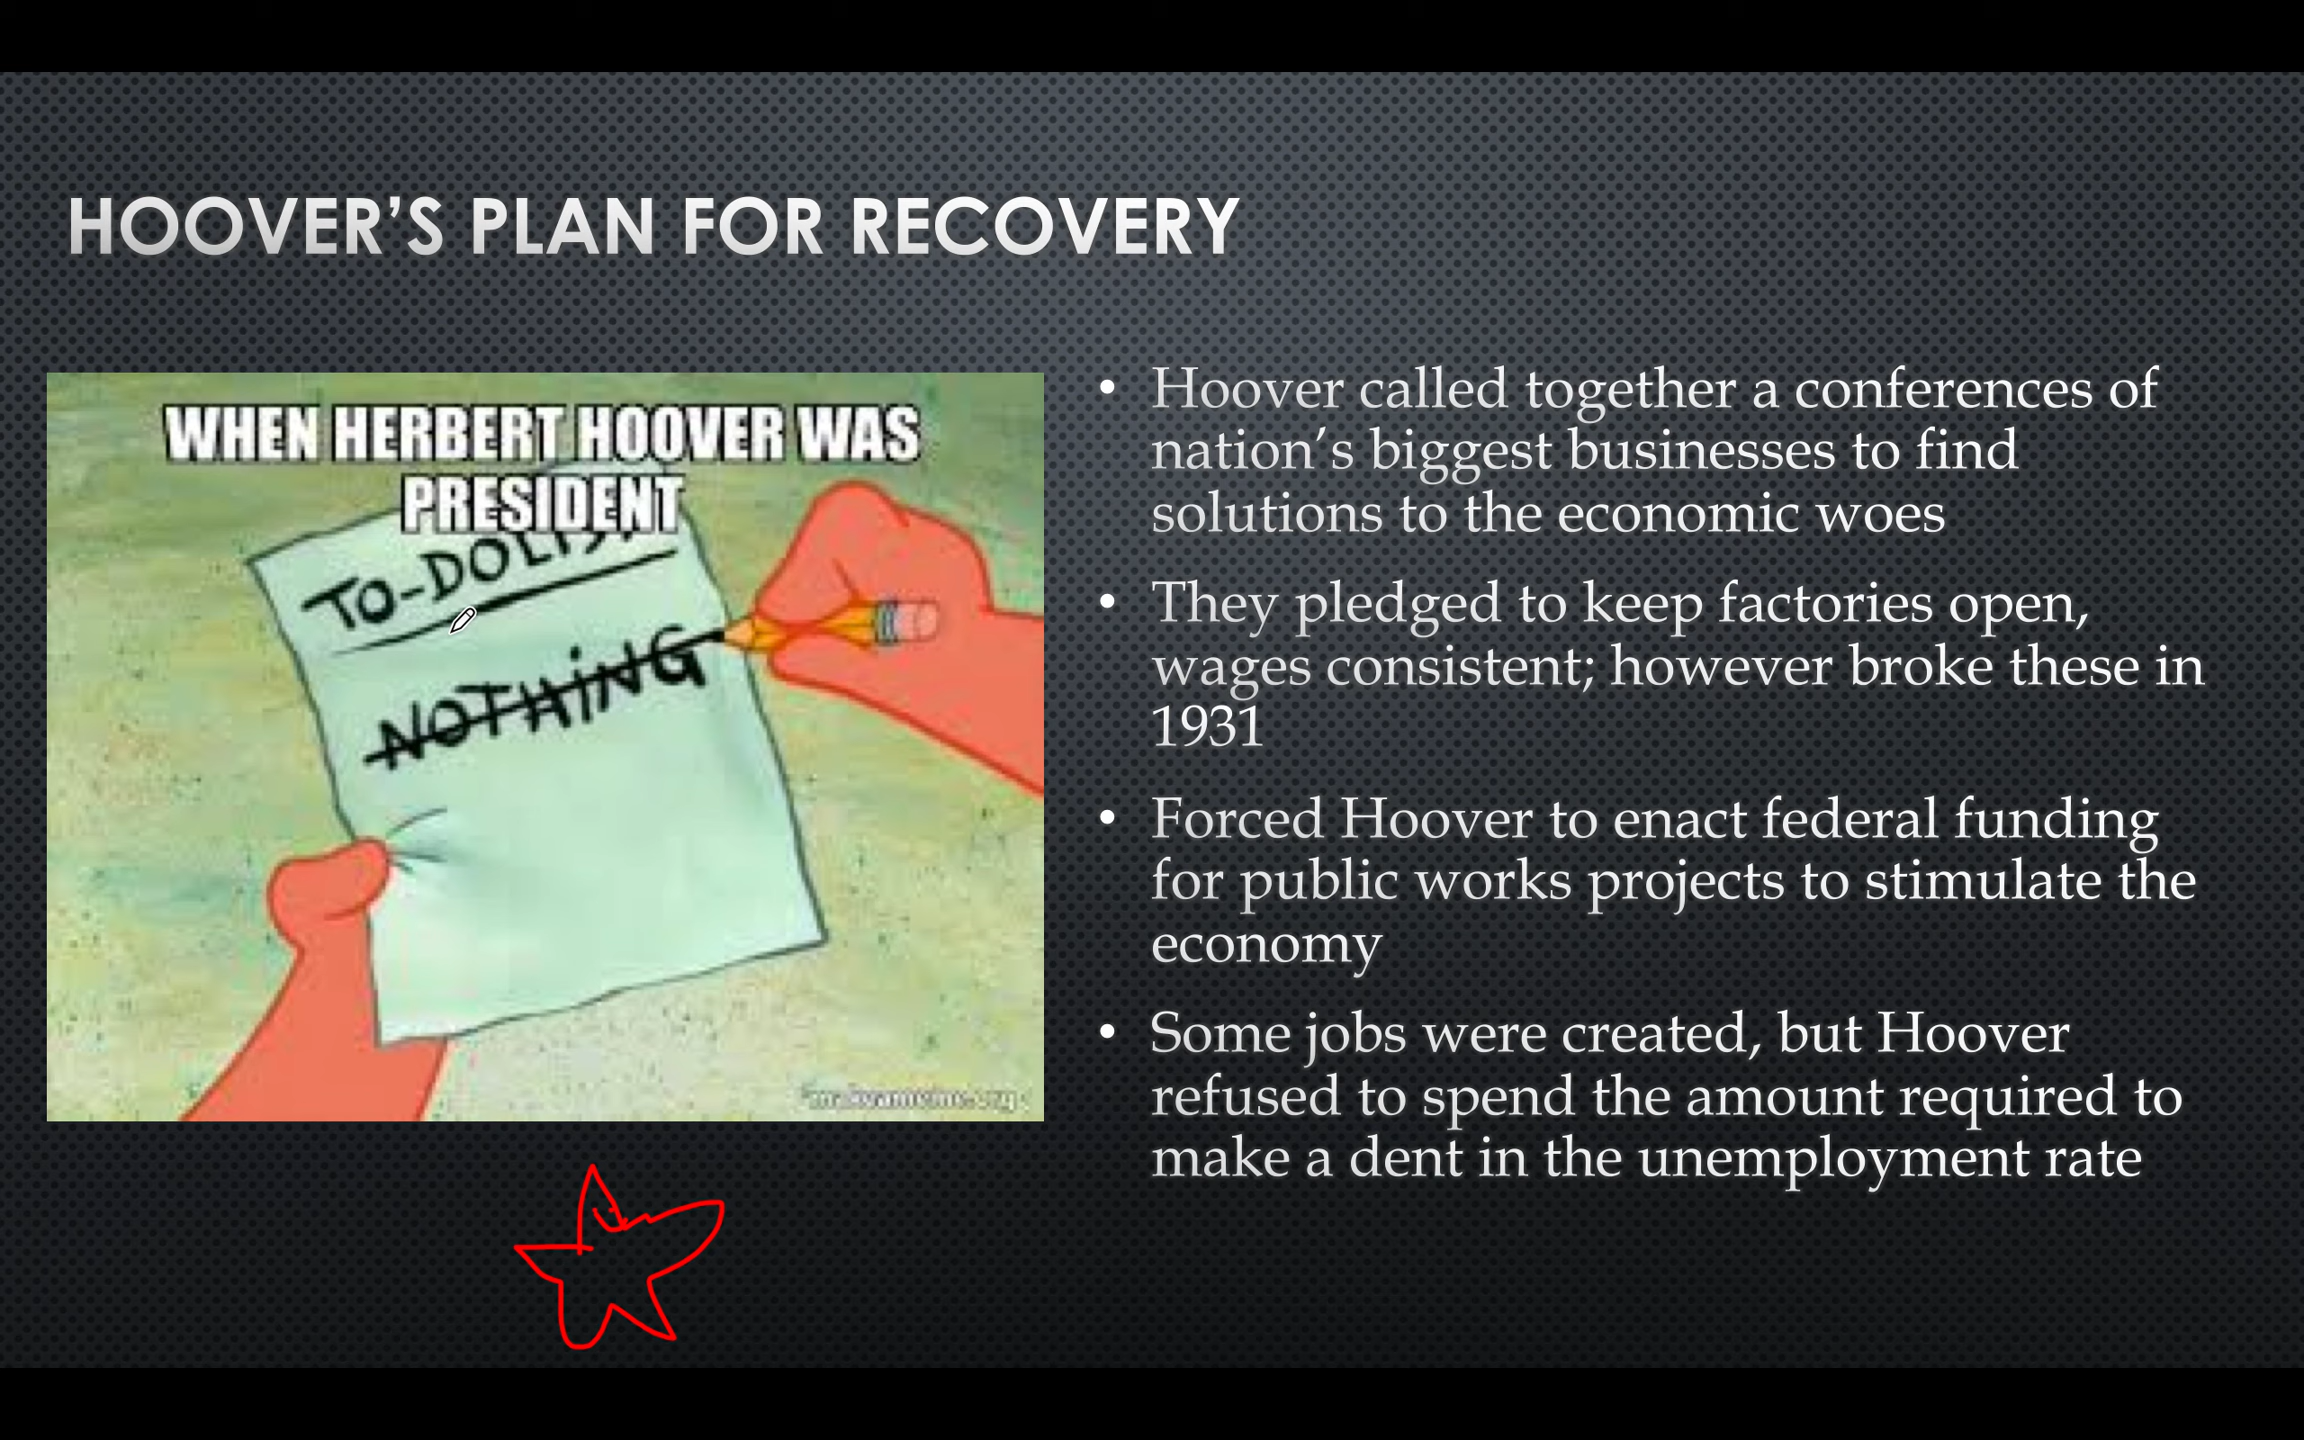 HOOVER'S PLAN FOR RECOVERY
WHEN HERBERT HOOVER WAS
PRESIDENT
TO-DO LIST
NOTHING
• Hoover called together a conferences of
nation's biggest businesses to find
solutions to the economic woes
• They pledged to keep factories open,
wages consistent; however broke these in
1931
• Forced Hoover to enact federal funding
for public works projects to stimulate the
economy
• Some jobs were created, but Hoover
refused to spend the amount required to
make a dent in the unemployment rate